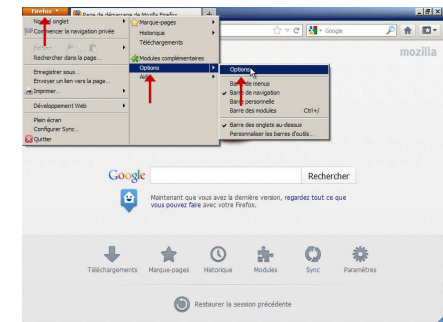 Firefox
Page de démarrage de Mozilla Firefox
Nouvel onglet
Commencer la navigation privée
Édition
Rechercher dans la page...
Enregistrer sous...
Envoyer un lien vers la page...
Imprimer...
Développement Web
Plein écran
Configurer Sync...
Quitter
Marque-pages
Historique
Téléchargements
Modules complémentaires
Options
Aide
Options
Barre de menus
Barre de navigation
Barre personnelle
Barre des modules Ctrl+/
Barre des onglets au-dessus
Personnaliser les barres d'outils...
Google
mozilla
Google
Rechercher
Maintenant que vous avez la dernière version, regardez tout ce que
vous pouvez faire avec votre Firefox.
Téléchargements Marque-pages Historique Modules Sync Paramètres
Restaurer la session précédente